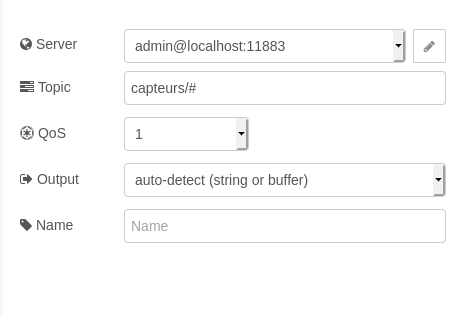 Server admin@localhost:11883
Topic capteurs/#
QoS 1
Output auto-detect (string or buffer)
Name Name